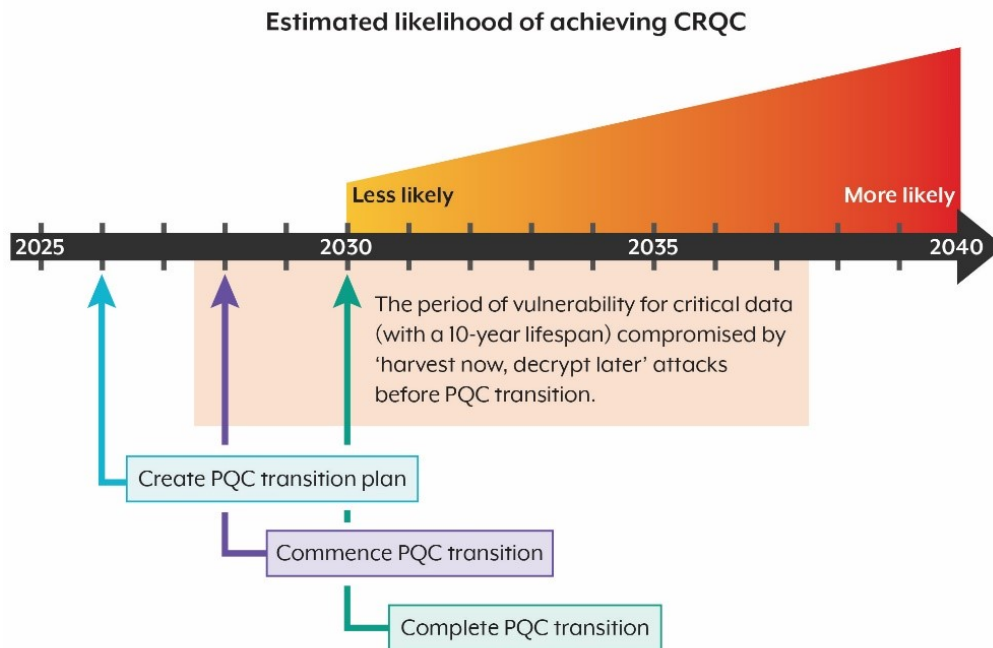 Estimated likelihood of achieving CRQC
Less likely
More likely
2025
2030
2035
2040
The period of vulnerability for critical data
(with a 10-year lifespan) compromised by
‘harvest now, decrypt later’ attacks
before PQC transition.
Create PQC transition plan
Commence PQC transition
Complete PQC transition